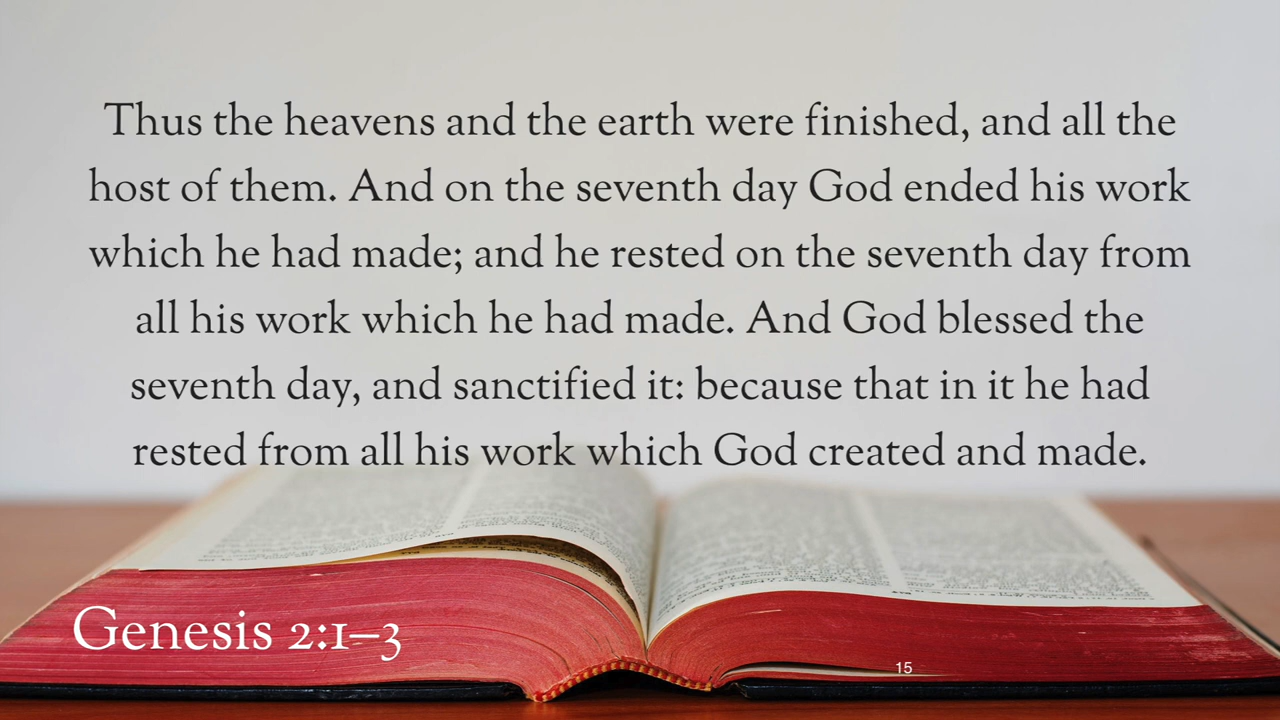 Thus the heavens and the earth were finished, and all the
host of them. And on the seventh day God ended his work
which he had made; and he rested on the seventh day from
all his work which he had made. And God blessed the
seventh day, and sanctified it: because that in it he had
rested from all his work which God created and made.
Genesis 2:1–3
15